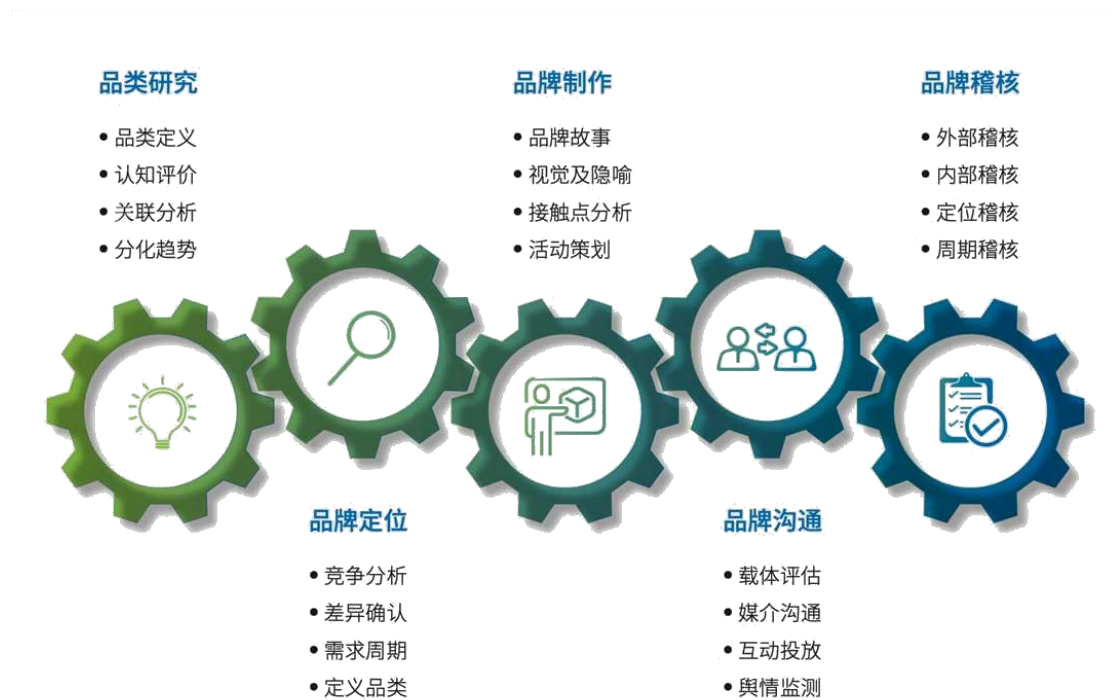 品类研究
• 品类定义
• 认知评价
• 关联分析
• 分化趋势
品牌制作
• 品牌故事
• 视觉及隐喻
• 接触点分析
• 活动策划
品牌稽核
• 外部稽核
• 内部稽核
• 定位稽核
• 周期稽核
品牌定位
• 竞争分析
• 差异确认
• 需求周期
• 定义品类
品牌沟通
• 载体评估
• 媒介沟通
• 互动投放
• 舆情监测